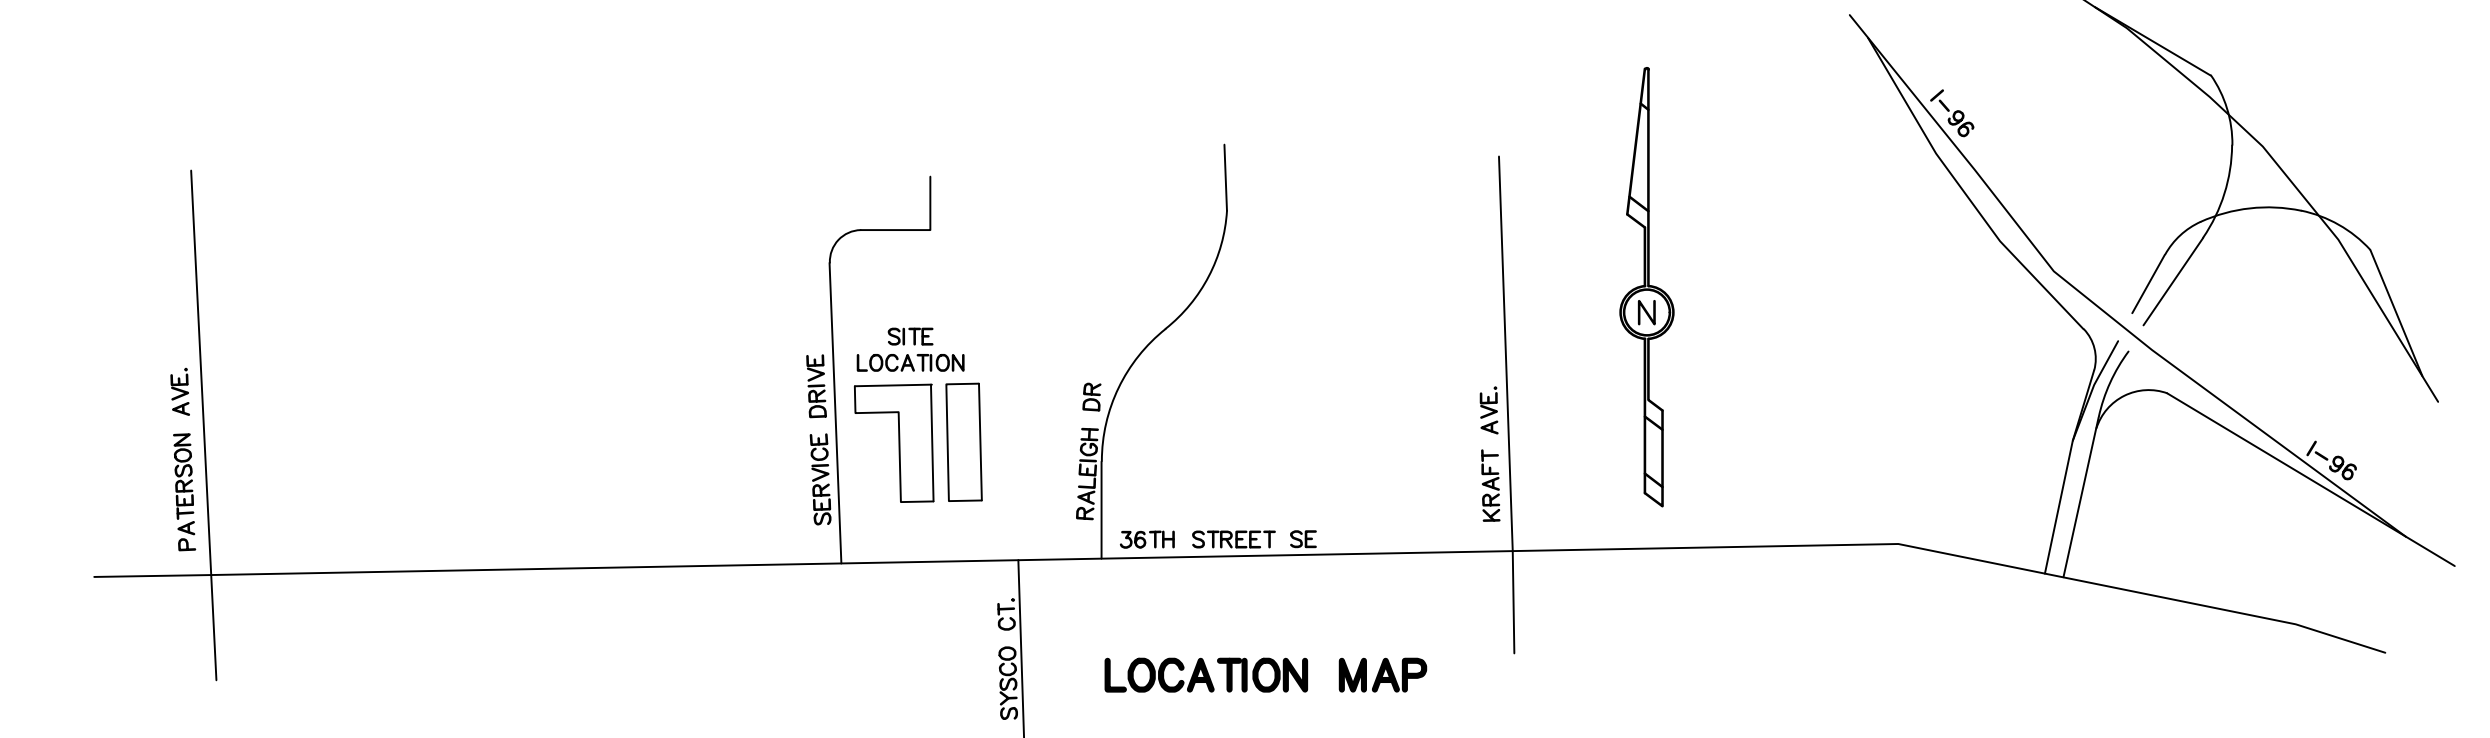 PATERSON AVE.
SERVICE DRIVE
SITE
LOCATION
RALEIGH DR
36TH STREET SE
SYSCO CT.
KRAFT AVE.
N
I-96
I-96
LOCATION MAP